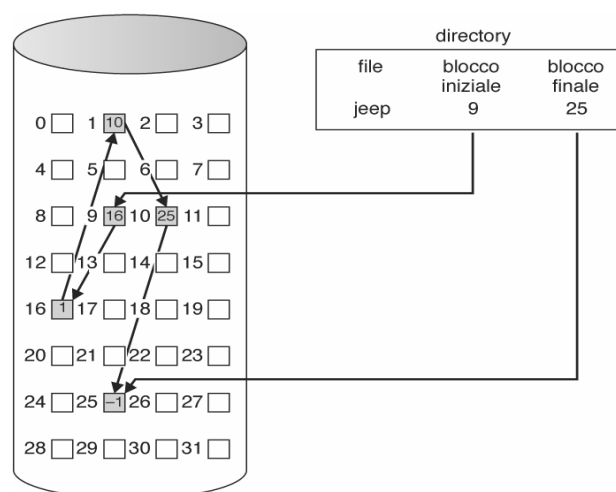 directory
file blocco iniziale blocco finale
jeep 9 25
0 1 10 2 3
4 5 6 7
8 9 16 10 25 11
12 13 14 15
16 1 17 18 19
20 21 22 23
24 25 -1 26 27
28 29 30 31